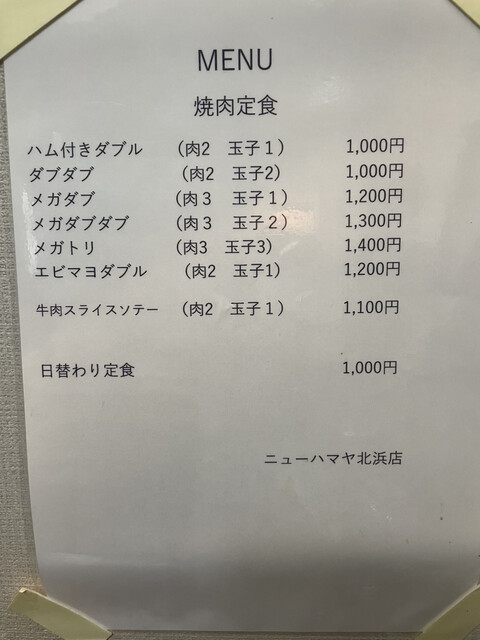 MENU
焼肉定食
ハム付きダブル （肉2　玉子１） 1,000円
ダブダブ （肉2　玉子2) 1,000円
メガダブ （肉３　玉子１） 1,200円
メガダブダブ （肉３　玉子２） 1,300円
メガトリ （肉3　玉子3） 1,400円
エビマヨダブル （肉2　玉子1） 1,200円
牛肉スライスソテー （肉2　玉子１） 1,100円
日替わり定食 1,000円
ニューハマヤ北浜店